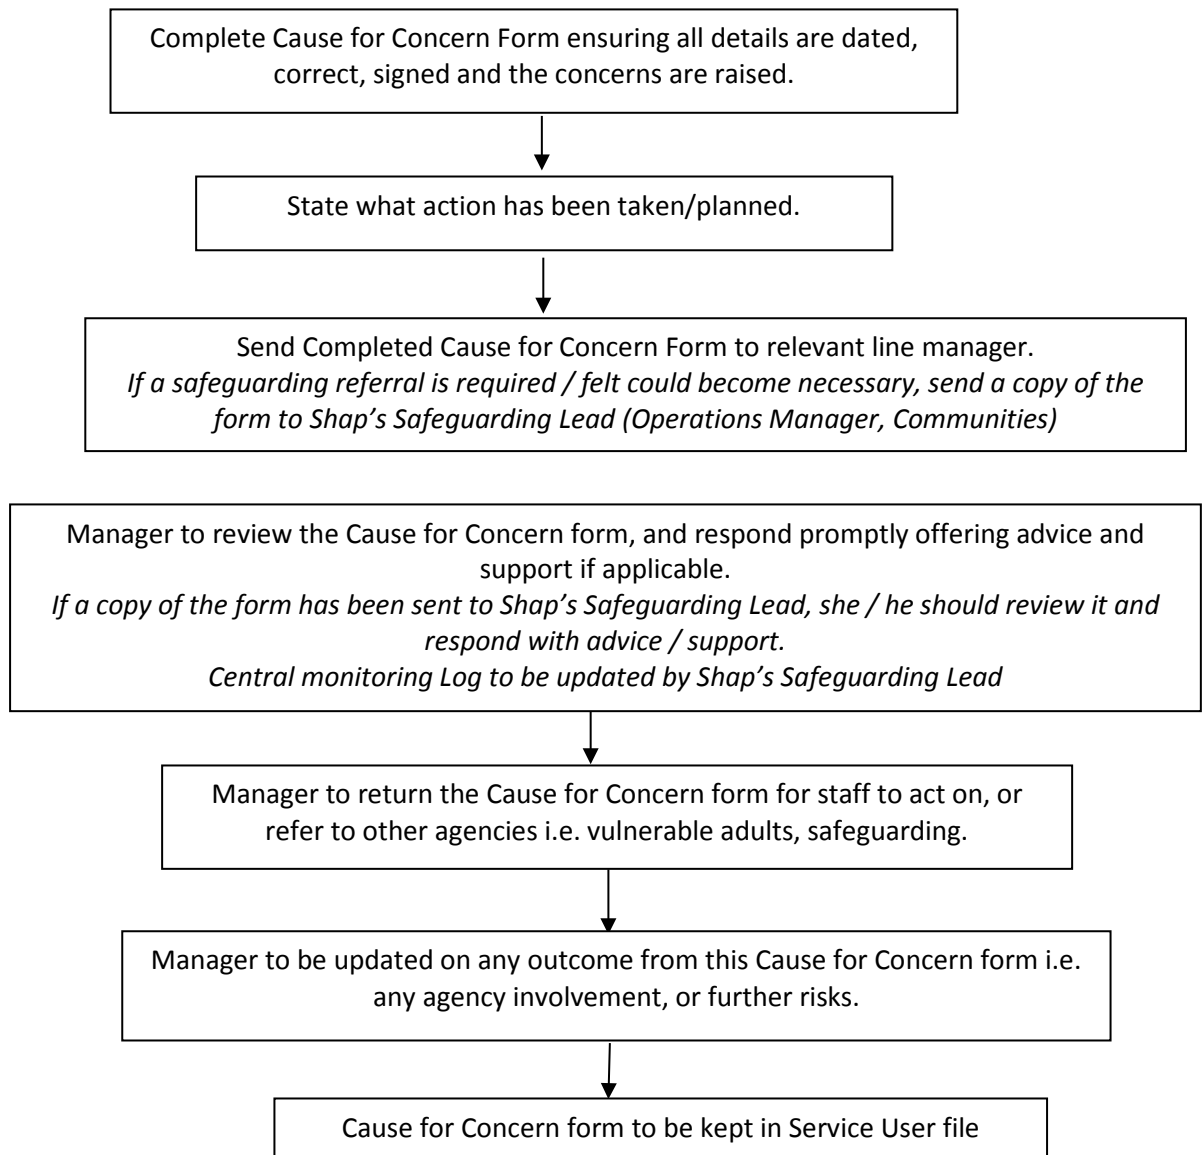 Complete Cause for Concern Form ensuring all details are dated,
correct, signed and the concerns are raised.
State what action has been taken/planned.
Send Completed Cause for Concern Form to relevant line manager.
If a safeguarding referral is required / felt could become necessary, send a copy of the
form to Shap's Safeguarding Lead (Operations Manager, Communities)
Manager to review the Cause for Concern form, and respond promptly offering advice and
support if applicable.
If a copy of the form has been sent to Shap's Safeguarding Lead, she / he should review it and
respond with advice / support.
Central monitoring Log to be updated by Shap's Safeguarding Lead
Manager to return the Cause for Concern form for staff to act on, or
refer to other agencies i.e. vulnerable adults, safeguarding.
Manager to be updated on any outcome from this Cause for Concern form i.e.
any agency involvement, or further risks.
Cause for Concern form to be kept in Service User file